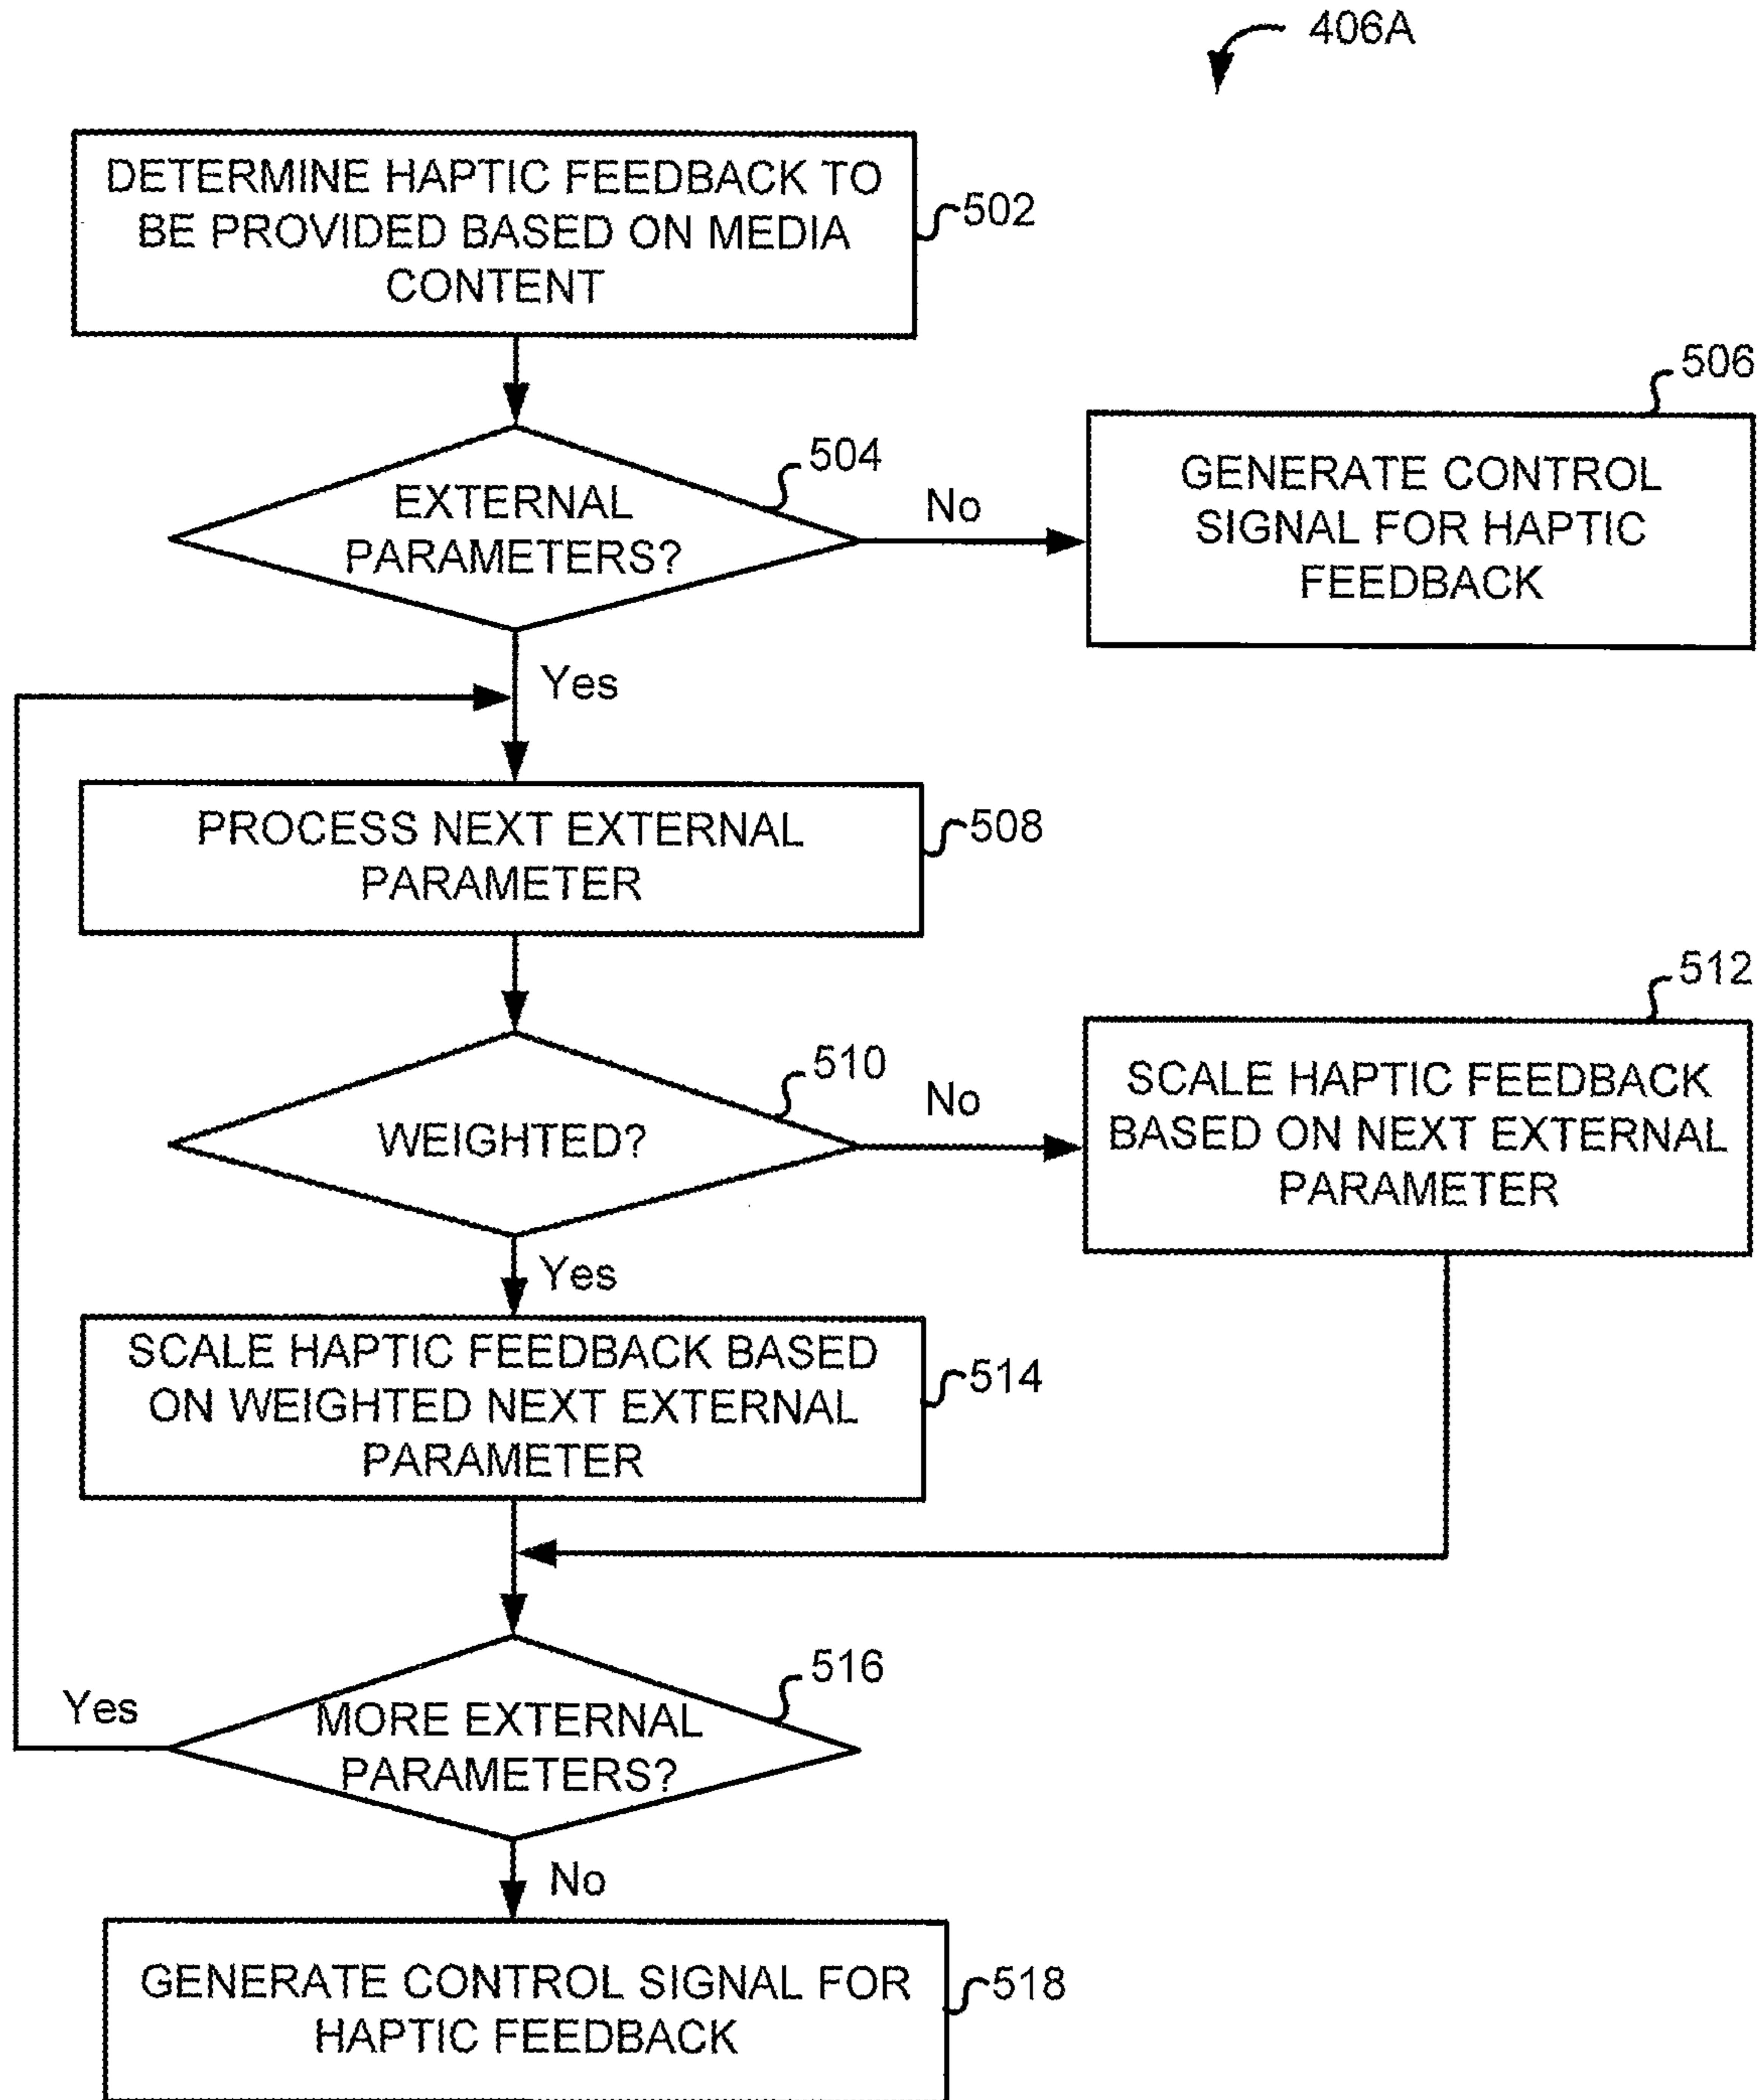 406A
DETERMINE HAPTIC FEEDBACK TO
BE PROVIDED BASED ON MEDIA
CONTENT
502
504
EXTERNAL
PARAMETERS?
No
506
GENERATE CONTROL
SIGNAL FOR HAPTIC
FEEDBACK
Yes
PROCESS NEXT EXTERNAL
PARAMETER
508
510
WEIGHTED?
No
512
SCALE HAPTIC FEEDBACK
BASED ON NEXT EXTERNAL
PARAMETER
Yes
SCALE HAPTIC FEEDBACK BASED
ON WEIGHTED NEXT EXTERNAL
PARAMETER
514
516
MORE EXTERNAL
PARAMETERS?
Yes
No
GENERATE CONTROL SIGNAL FOR
HAPTIC FEEDBACK
518